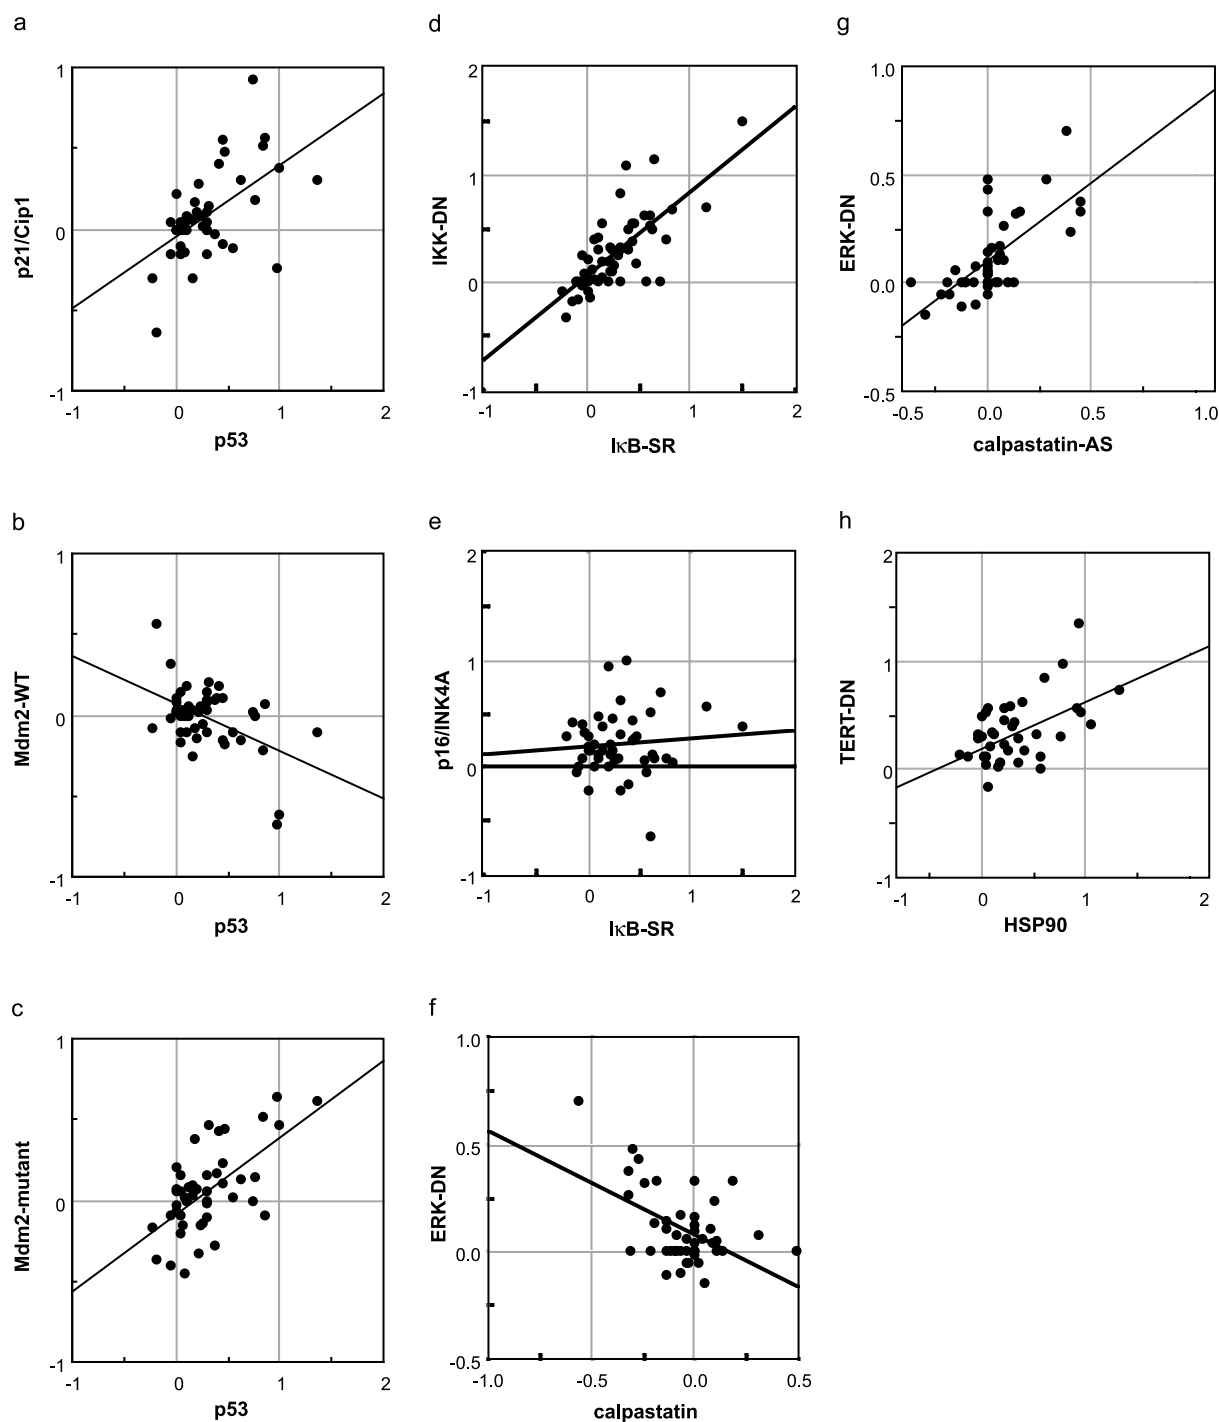 a
1
0
-1
p21/Cip1
-1
0
1
2
p53
b
1
0
-1
Mdm2-WT
-1
0
1
2
p53
c
1
0
-1
Mdm2-mutant
-1
0
1
2
p53
d
2
1
0
-1
IKK-DN
-1
0
1
2
IκB-SR
e
2
1
0
-1
p16/INK4A
-1
0
1
2
IκB-SR
f
1.0
0.5
0.0
-0.5
ERK-DN
-1.0
-0.5
0.0
0.5
calpastatin
g
1.0
0.5
0.0
-0.5
ERK-DN
-0.5
0.0
0.5
1.0
calpastatin-AS
h
2
1
0
-1
TERT-DN
-1
0
1
2
HSP90